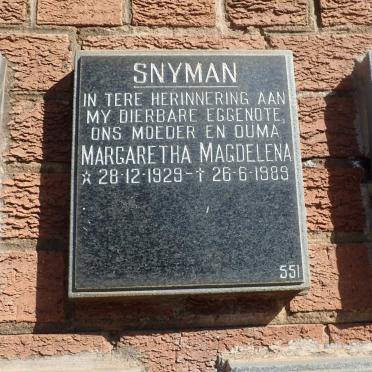 SNYMAN
IN TERE HERINNERING AAN
MY DIERBARE EGGENOTE,
ONS MOEDER EN OUMA
MARGARETHA MAGDELENA
☆ 28-12-1929 - † 26-6-1989
551